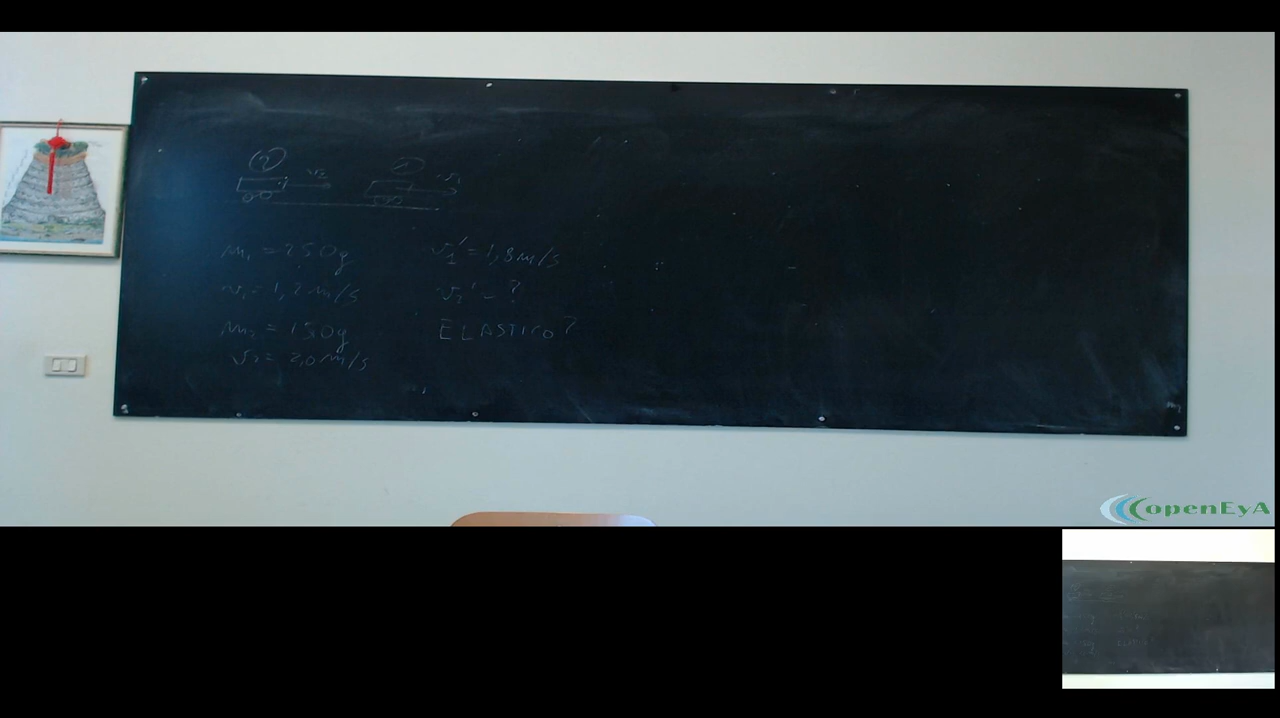 2 1
v₂ v₁
m₁ = 250g
v₁ = 1,2 m/s
m₂ = 150g
v₂ = 2,0 m/s
v₁' = 1,8 m/s
v₂' = ?
ELASTICO?
openEyA